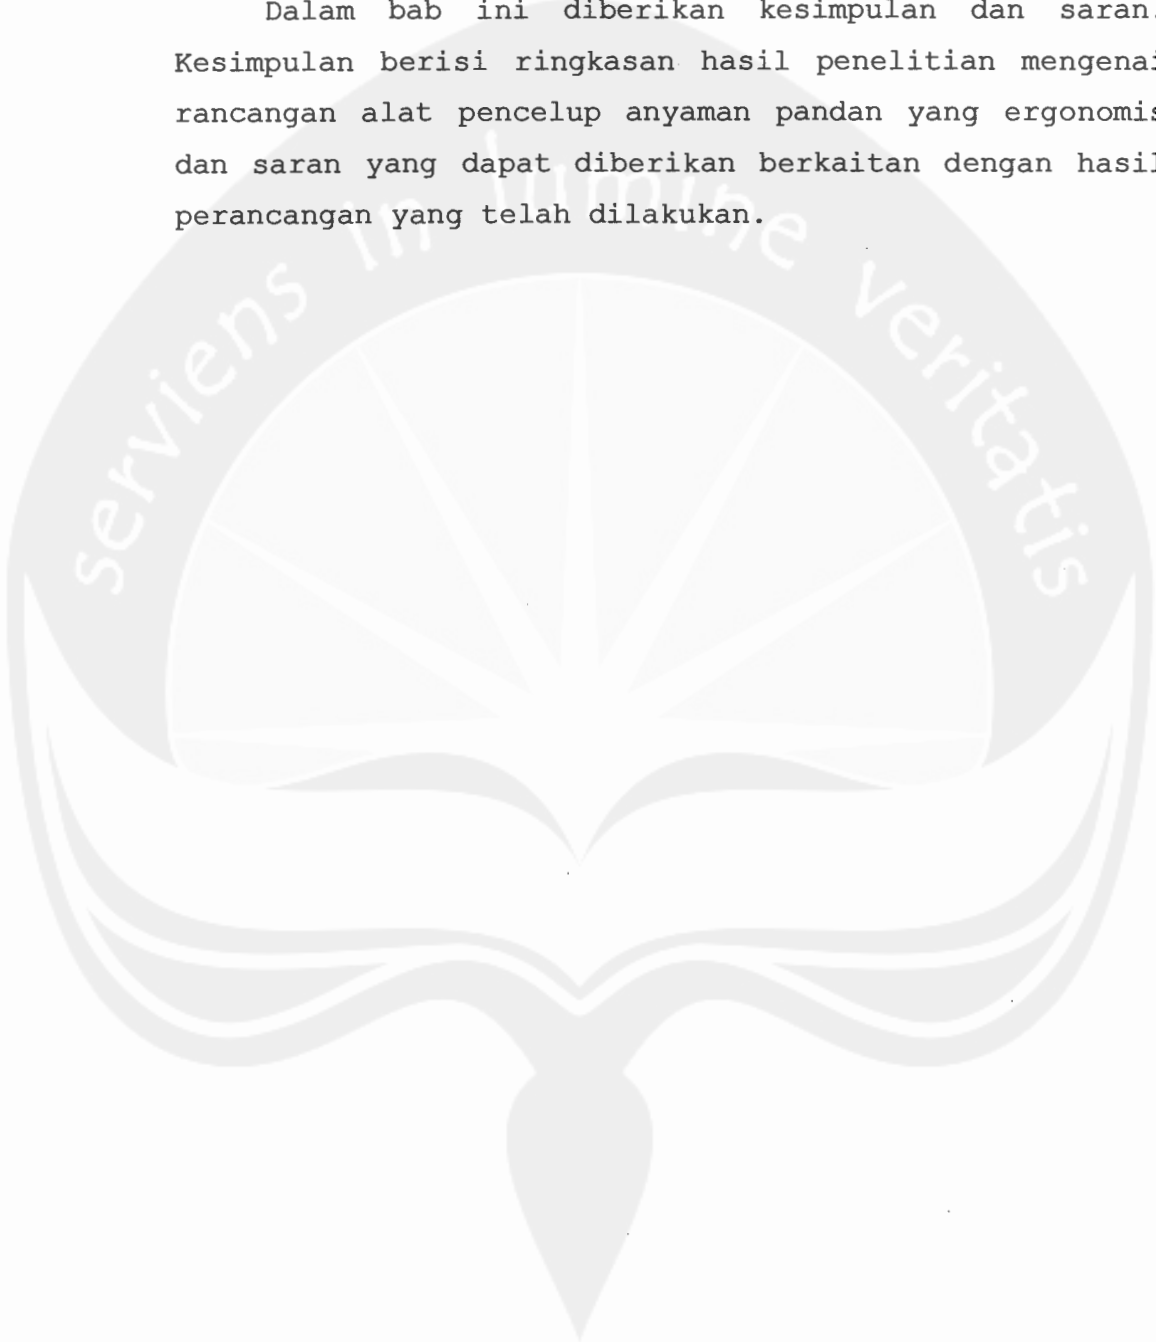 Dalam bab ini diberikan kesimpulan dan saran.
Kesimpulan berisi ringkasan hasil penelitian mengenai
rancangan alat pencelup anyaman pandan yang ergonomis
dan saran yang dapat diberikan berkaitan dengan hasil
perancangan yang telah dilakukan.
serviens in lumine veritatis